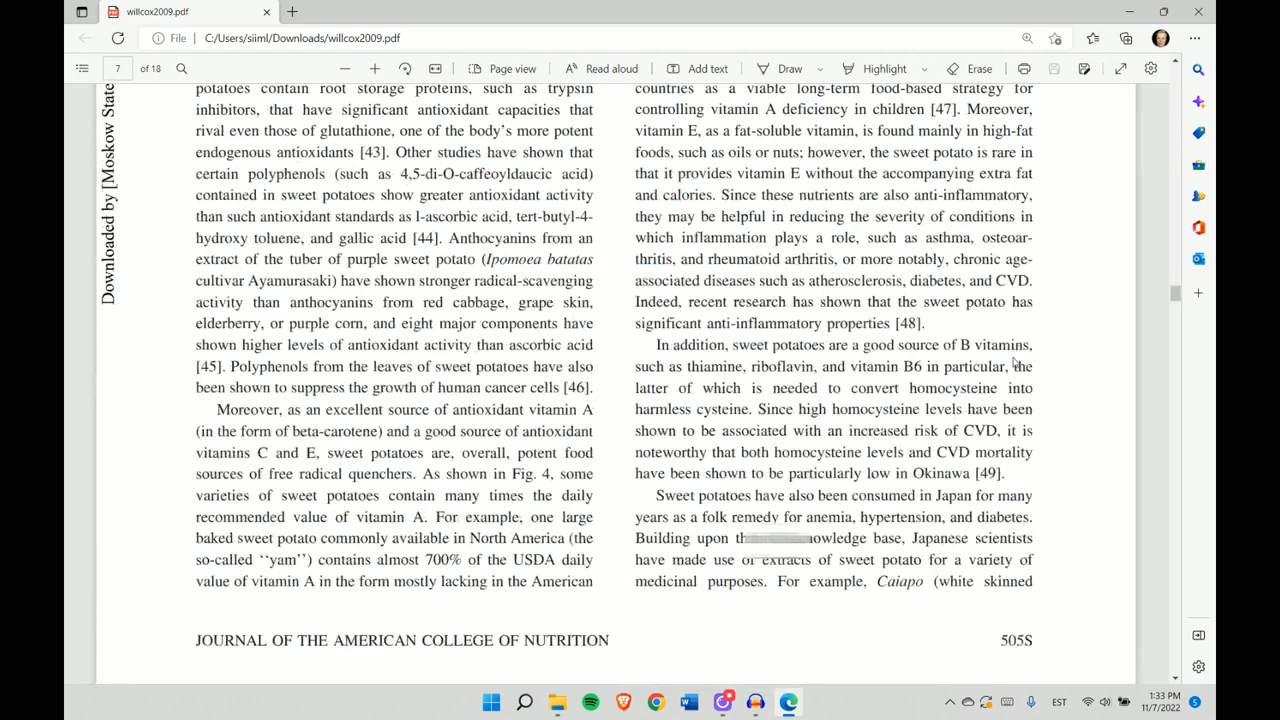 willcox2009.pdf
File
C:/Users/siiml/Downloads/willcox2009.pdf
7
of 18
Page view
Read aloud
Add text
Draw
Highlight
Erase
Downloaded by [Moskow State
potatoes contain root storage proteins, such as trypsin
inhibitors, that have significant antioxidant capacities that
rival even those of glutathione, one of the body's more potent
endogenous antioxidants [43]. Other studies have shown that
certain polyphenols (such as 4,5-di-O-caffeoyldaucic acid)
contained in sweet potatoes show greater antioxidant activity
than such antioxidant standards as l-ascorbic acid, tert-butyl-4-
hydroxy toluene, and gallic acid [44]. Anthocyanins from an
extract of the tuber of purple sweet potato (Ipomoea batatas
cultivar Ayamurasaki) have shown stronger radical-scavenging
activity than anthocyanins from red cabbage, grape skin,
elderberry, or purple corn, and eight major components have
shown higher levels of antioxidant activity than ascorbic acid
[45]. Polyphenols from the leaves of sweet potatoes have also
been shown to suppress the growth of human cancer cells [46].
Moreover, as an excellent source of antioxidant vitamin A
(in the form of beta-carotene) and a good source of antioxidant
vitamins C and E, sweet potatoes are, overall, potent food
sources of free radical quenchers. As shown in Fig. 4, some
varieties of sweet potatoes contain many times the daily
recommended value of vitamin A. For example, one large
baked sweet potato commonly available in North America (the
so-called ''yam'') contains almost 700% of the USDA daily
value of vitamin A in the form mostly lacking in the American
countries as a viable long-term food-based strategy for
controlling vitamin A deficiency in children [47]. Moreover,
vitamin E, as a fat-soluble vitamin, is found mainly in high-fat
foods, such as oils or nuts; however, the sweet potato is rare in
that it provides vitamin E without the accompanying extra fat
and calories. Since these nutrients are also anti-inflammatory,
they may be helpful in reducing the severity of conditions in
which inflammation plays a role, such as asthma, osteoar-
thritis, and rheumatoid arthritis, or more notably, chronic age-
associated diseases such as atherosclerosis, diabetes, and CVD.
Indeed, recent research has shown that the sweet potato has
significant anti-inflammatory properties [48].
In addition, sweet potatoes are a good source of B vitamins,
such as thiamine, riboflavin, and vitamin B6 in particular, the
latter of which is needed to convert homocysteine into
harmless cysteine. Since high homocysteine levels have been
shown to be associated with an increased risk of CVD, it is
noteworthy that both homocysteine levels and CVD mortality
have been shown to be particularly low in Okinawa [49].
Sweet potatoes have also been consumed in Japan for many
years as a folk remedy for anemia, hypertension, and diabetes.
Building upon base, Japanese scientists
have made use of extracts of sweet potato for a variety of
medicinal purposes. For example, Caiapo (white skinned
JOURNAL OF THE AMERICAN COLLEGE OF NUTRITION
505S
EST
1:33 PM
11/7/2022
5